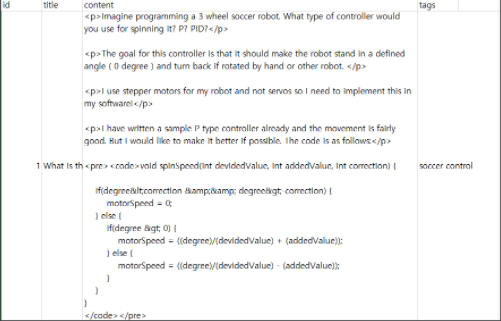 id title content tags
<p>Imagine programming a 3 wheel soccer robot. What type of controller would
you use for spinning it? P? PID?</p>
<p>The goal for this controller is that it should make the robot stand in a defined
angle ( 0 degree ) and turn back if rotated by hand or other robot. </p>
<p>I use stepper motors for my robot and not servos so I need to implement this in
my software!</p>
<p>I have written a sample P type controller already and the movement is fairly
good. But I would like to make it better if possible. The code is as follows:</p>
1 What is th <pre><code>void spinSpeed(int devidedValue, int addedValue, int correction) { soccer control
if(degree&lt;correction &amp;&amp; degree&gt;-correction) {
motorSpeed = 0;
} else {
if(degree &gt; 0) {
motorSpeed = ((degree)/(devidedValue) + (addedValue));
} else {
motorSpeed = ((degree)/(devidedValue) - (addedValue));
}
}
}
</code></pre>